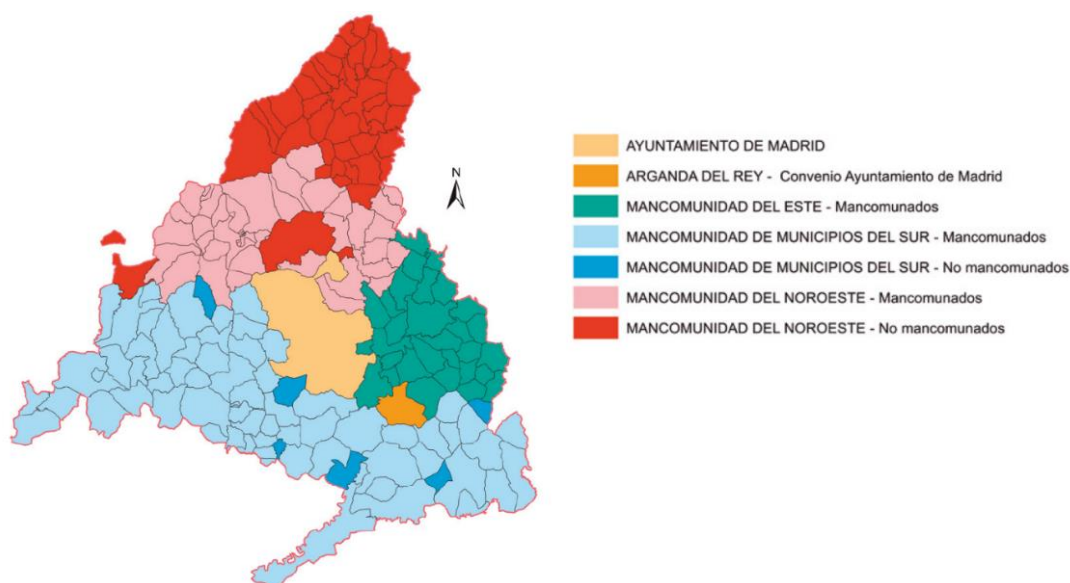 N
AYUNTAMIENTO DE MADRID
ARGANDA DEL REY - Convenio Ayuntamiento de Madrid
MANCOMUNIDAD DEL ESTE - Mancomunados
MANCOMUNIDAD DE MUNICIPIOS DEL SUR - Mancomunados
MANCOMUNIDAD DE MUNICIPIOS DEL SUR - No mancomunados
MANCOMUNIDAD DEL NOROESTE - Mancomunados
MANCOMUNIDAD DEL NOROESTE - No mancomunados